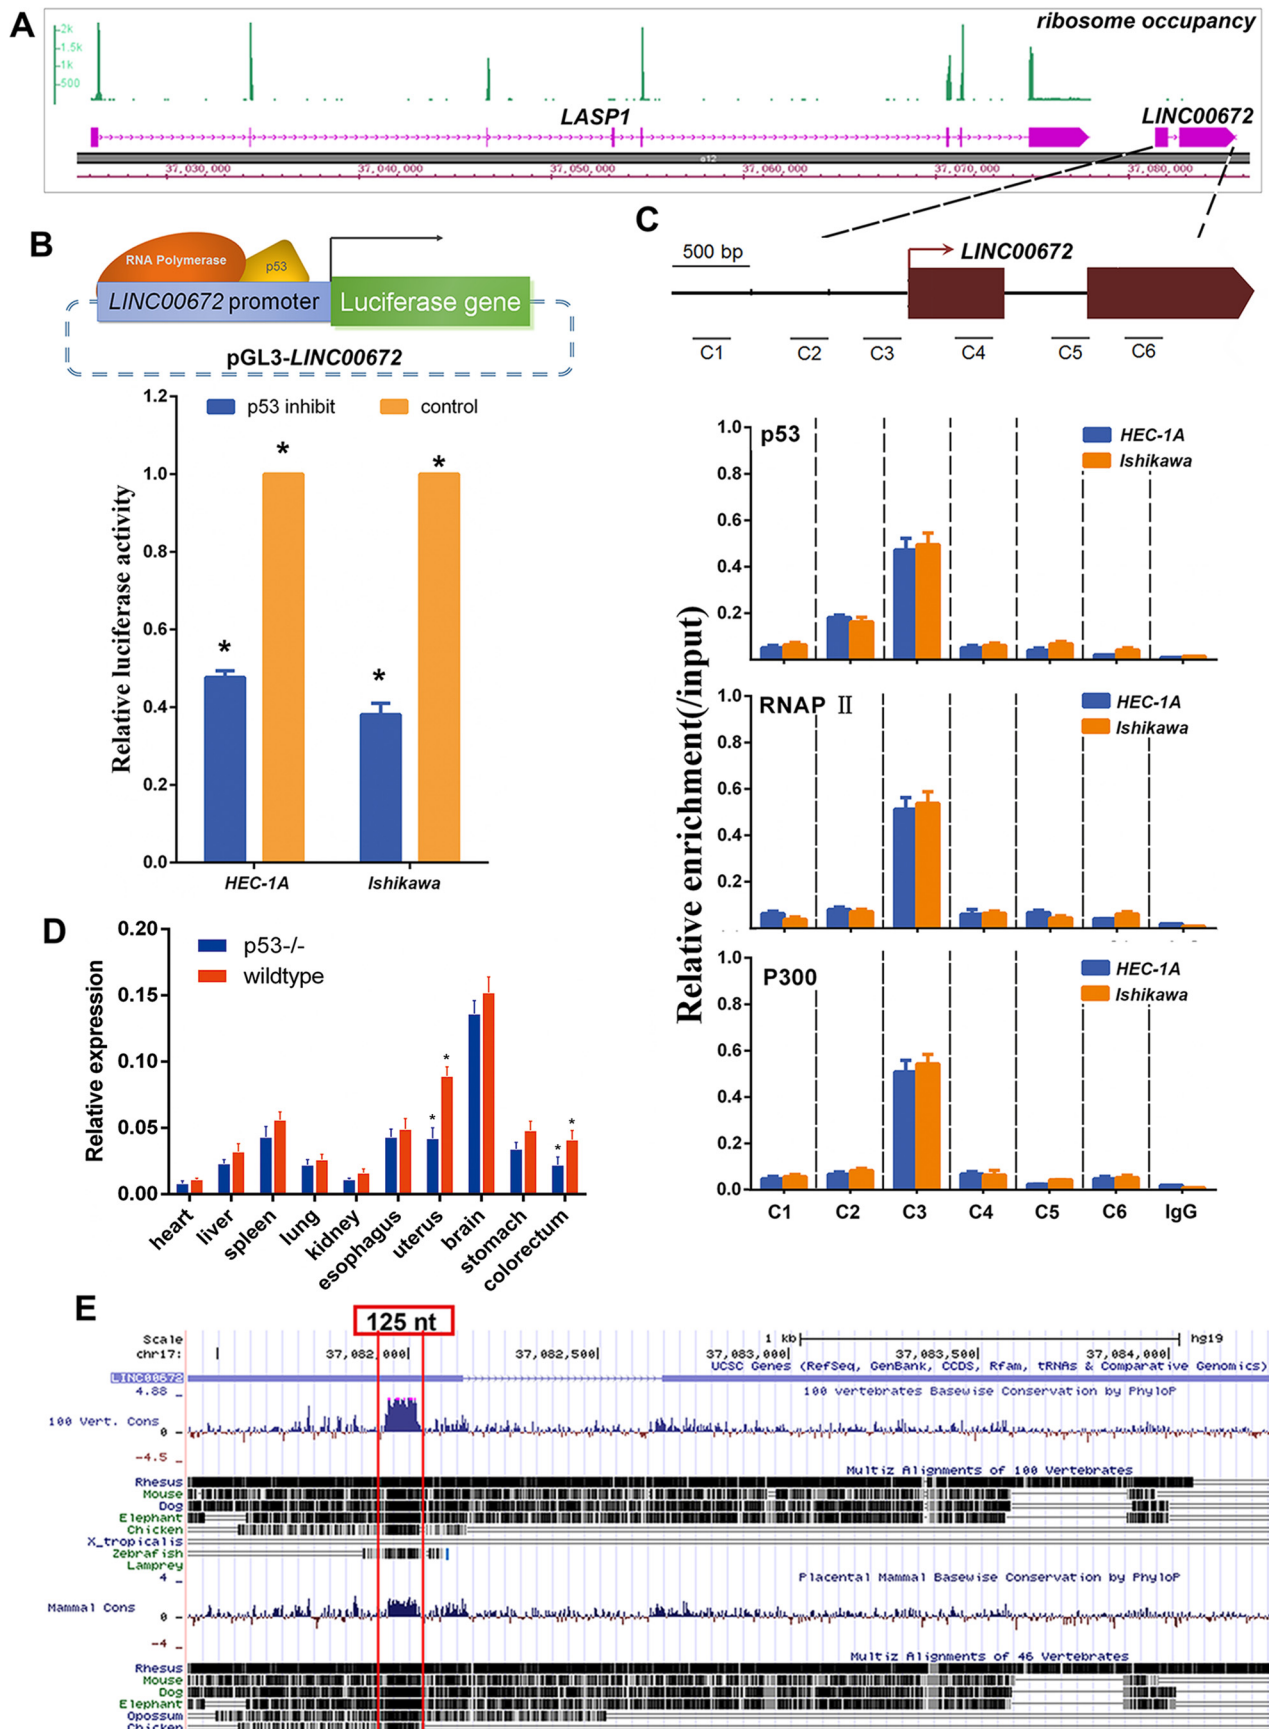 A
ribosome occupancy
2k
1.5k
1k
500
LASP1
LINC00672
q12
37,030,000
37,040,000
37,050,000
37,060,000
37,070,000
37,080,000
B
RNA Polymerase
p53
LINC00672 promoter
Luciferase gene
pGL3-LINC00672
Relative luciferase activity
1.2
1.0
0.8
0.6
0.4
0.2
0.0
p53 inhibit
control
*
*
*
*
HEC-1A
Ishikawa
C
500 bp
LINC00672
C1
C2
C3
C4
C5
C6
Relative enrichment(/input)
p53
HEC-1A
Ishikawa
1.0
0.8
0.6
0.4
0.2
RNAP II
HEC-1A
Ishikawa
1.0
0.8
0.6
0.4
0.2
P300
HEC-1A
Ishikawa
1.0
0.8
0.6
0.4
0.2
0.0
C1
C2
C3
C4
C5
C6
IgG
D
Relative expression
0.20
0.15
0.10
0.05
0.00
p53-/-
wildtype
*
*
*
*
heart
liver
spleen
lung
kidney
esophagus
uterus
brain
stomach
colorectum
E
125 nt
Scale
1 kb
hg19
chr17:
37,082,000
37,082,500
37,083,000
37,083,500
37,084,000
UCSC Genes (RefSeq, GenBank, CCDS, Rfam, tRNAs & Comparative Genomics)
LINC00672
100 vertebrates Basewise Conservation by PhyloP
4.88 _
100 Vert. Cons
0 -
-4.5 _
Multiz Alignments of 100 Vertebrates
Rhesus
Mouse
Dog
Elephant
Chicken
X_tropicalis
Zebrafish
Lamprey
4 _
Placental Mammal Basewise Conservation by PhyloP
Mammal Cons
0 -
-4 _
Multiz Alignments of 46 Vertebrates
Rhesus
Mouse
Dog
Elephant
Opossum
Chicken